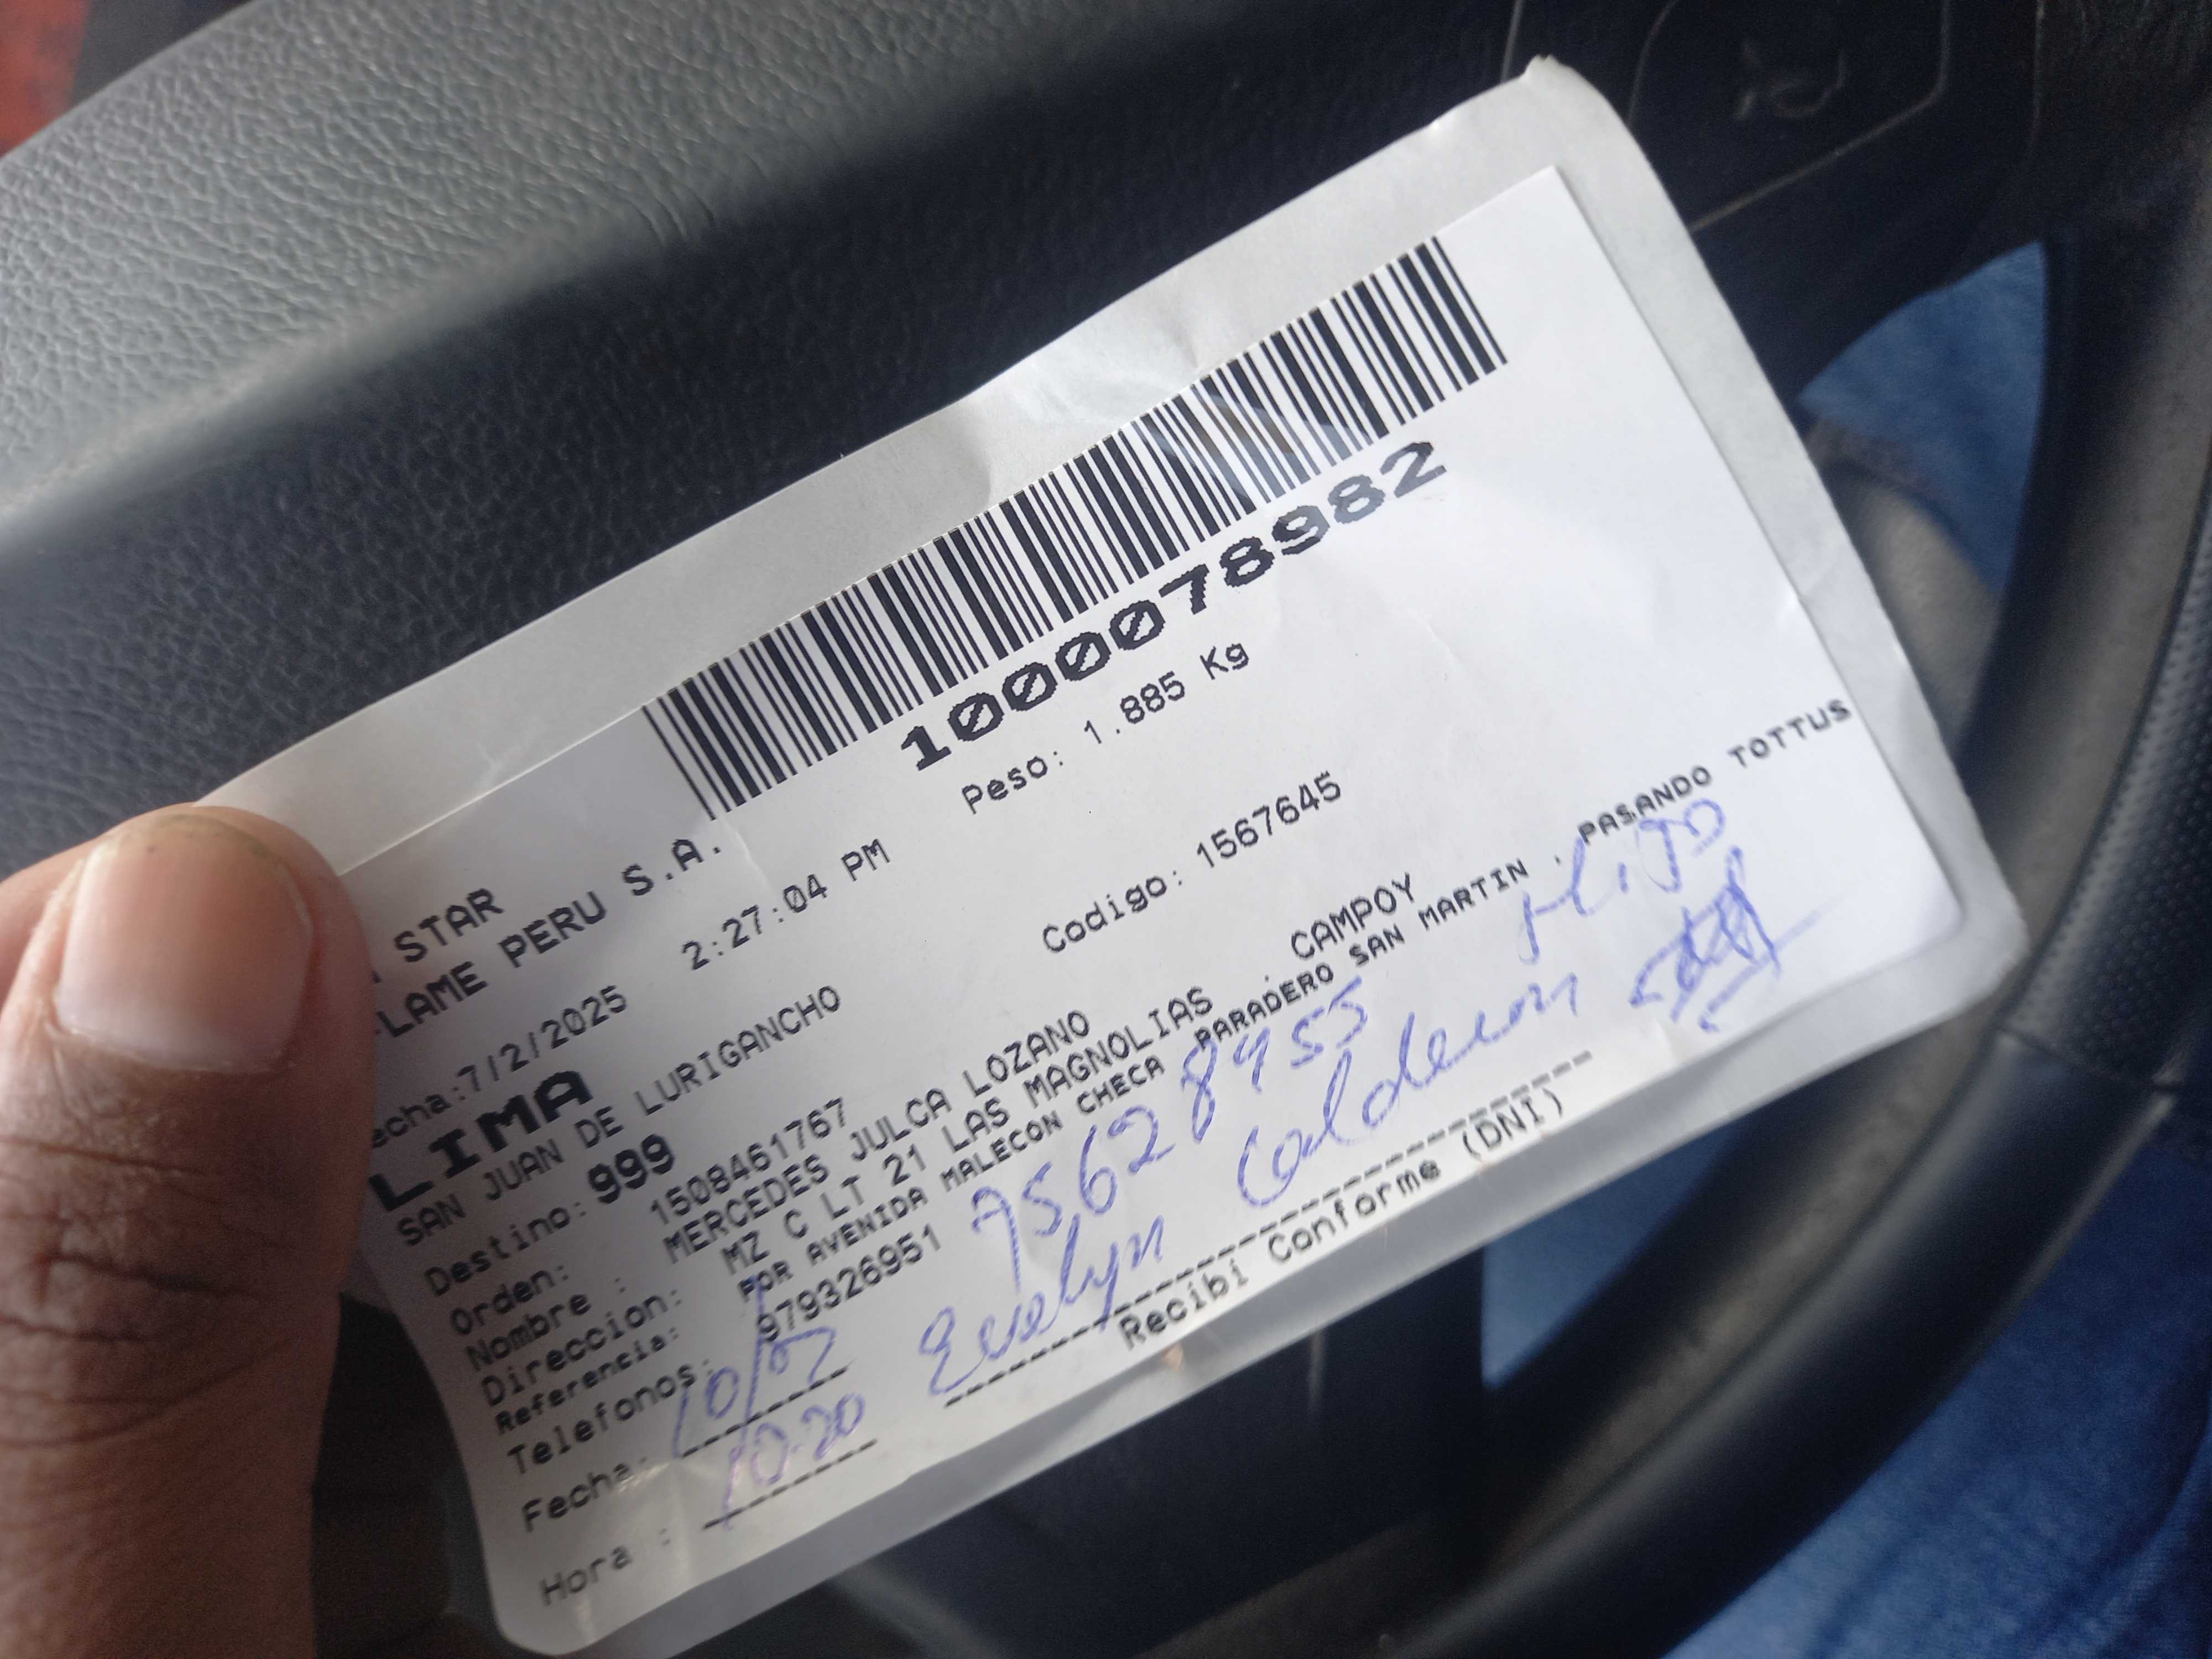 1000078982
STAR
Peso: 1.885 Kg
LAME PERU S.A.
echa:7/2/2025 2:27:04 PM
LIMA
SAN JUAN DE LURIGANCHO
Codigo: 1567645
Destino: 999
Orden: 1508461767
Nombre : MERCEDES JULCA LOZANO
Direccion: MZ C LT 21 LAS MAGNOLIAS . CAMPOY
Referencia: POR AVENIDA MALECON CHECA PARADERO SAN MARTIN . PASANDO TOTTUS
Telefonos: 979326951
75628455
Fecha: 10/7
Evelyn Calderon
Hora : 10.20
Recibi Conforme (DNI)